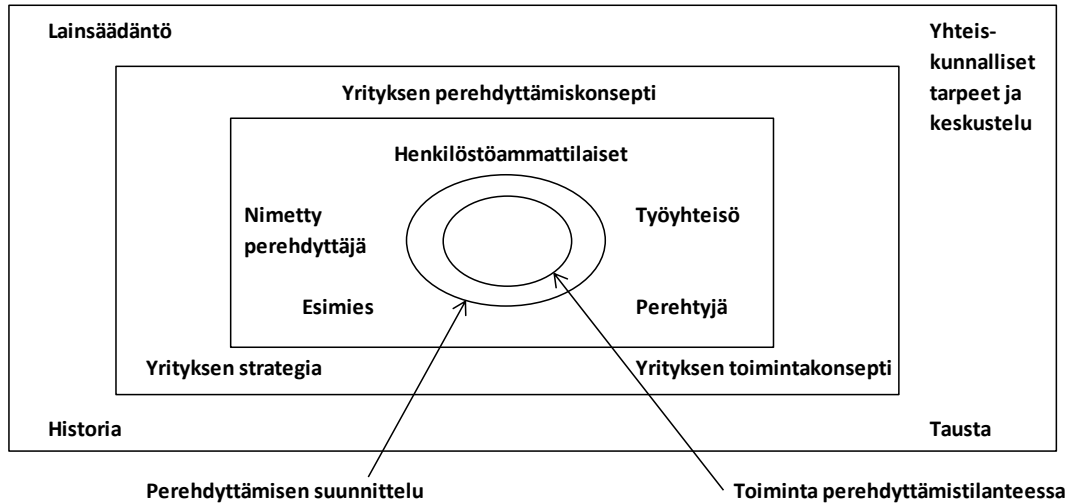 Lainsäädäntö
Yhteis-
kunnalliset
tarpeet ja
keskustelu
Yrityksen perehdyttämiskonsepti
Henkilöstöammattilaiset
Nimetty
perehdyttäjä
Työyhteisö
Esimies
Perehtyjä
Yrityksen strategia
Yrityksen toimintakonsepti
Historia
Tausta
Perehdyttämisen suunnittelu
Toiminta perehdyttämistilanteessa